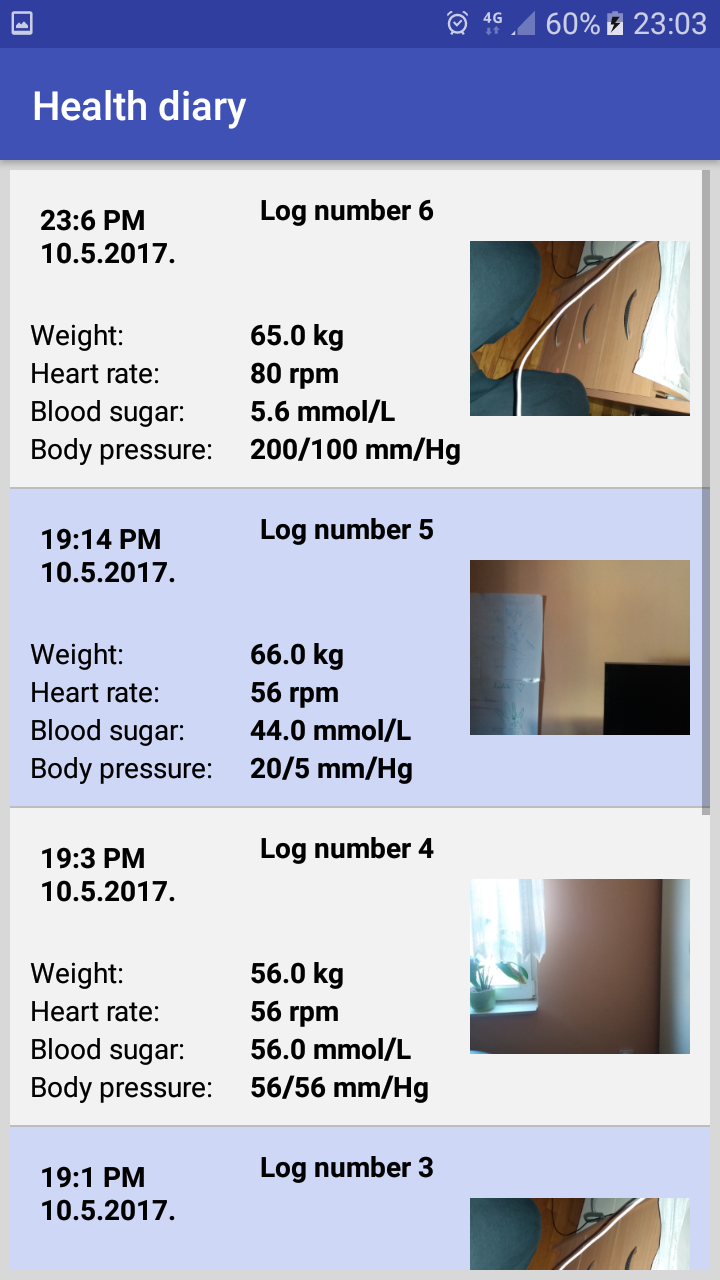 4G 60% 23:03
Health diary
23:6 PM Log number 6
10.5.2017.
Weight: 65.0 kg
Heart rate: 80 rpm
Blood sugar: 5.6 mmol/L
Body pressure: 200/100 mm/Hg
19:14 PM Log number 5
10.5.2017.
Weight: 66.0 kg
Heart rate: 56 rpm
Blood sugar: 44.0 mmol/L
Body pressure: 20/5 mm/Hg
19:3 PM Log number 4
10.5.2017.
Weight: 56.0 kg
Heart rate: 56 rpm
Blood sugar: 56.0 mmol/L
Body pressure: 56/56 mm/Hg
19:1 PM Log number 3
10.5.2017.